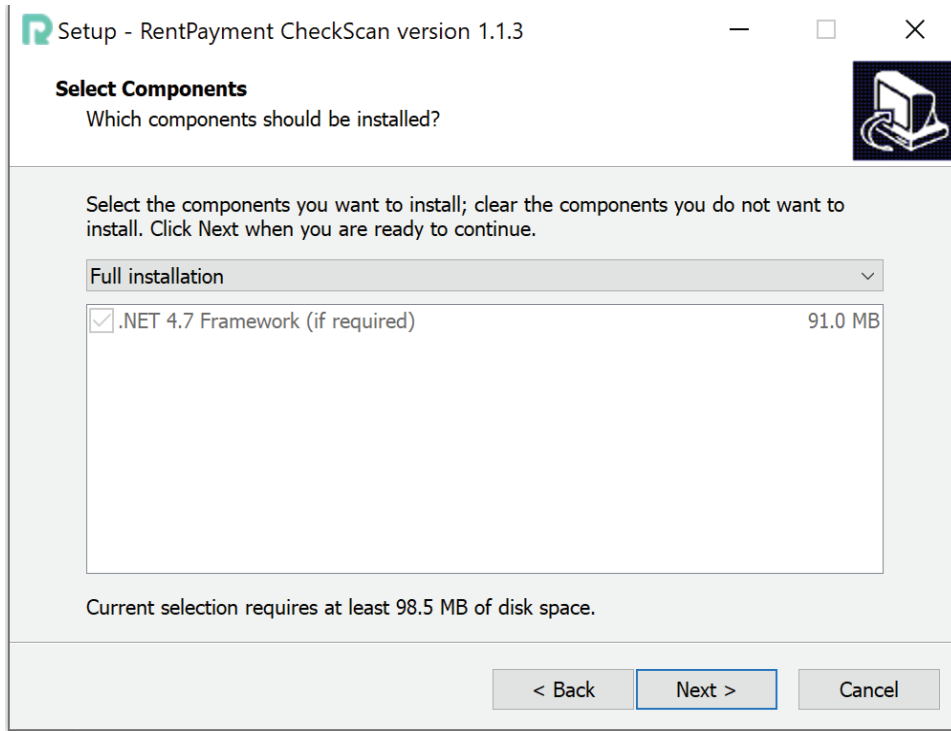 Setup - RentPayment CheckScan version 1.1.3
Select Components
Which components should be installed?
Select the components you want to install; clear the components you do not want to
install. Click Next when you are ready to continue.
Full installation
.NET 4.7 Framework (if required) 91.0 MB
Current selection requires at least 98.5 MB of disk space.
< Back Next > Cancel